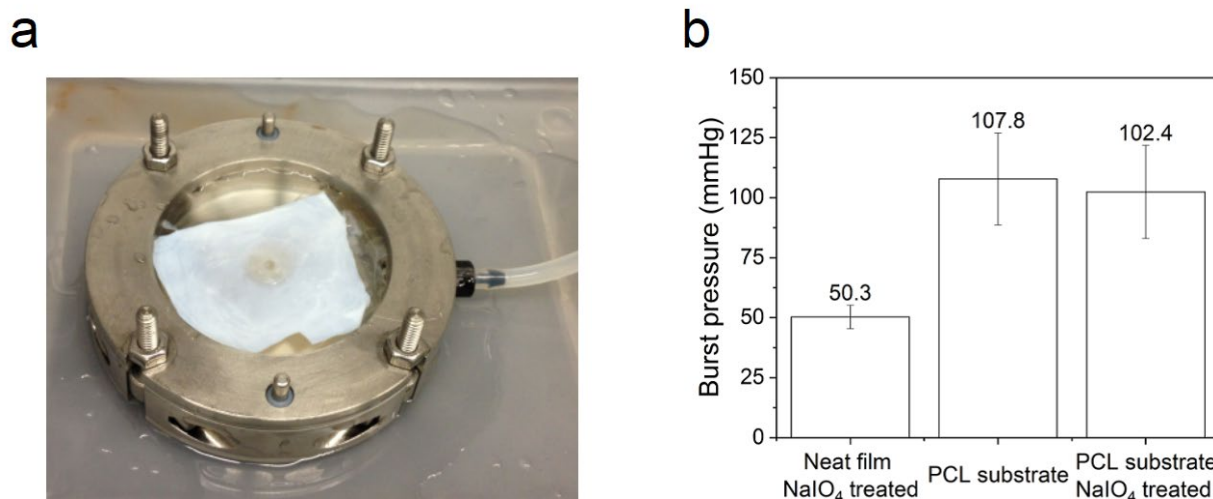 a
b
150
125
100
75
50
25
0
Burst pressure (mmHg)
50.3
107.8
102.4
Neat film
NaIO₄ treated
PCL substrate
PCL substrate
NaIO₄ treated